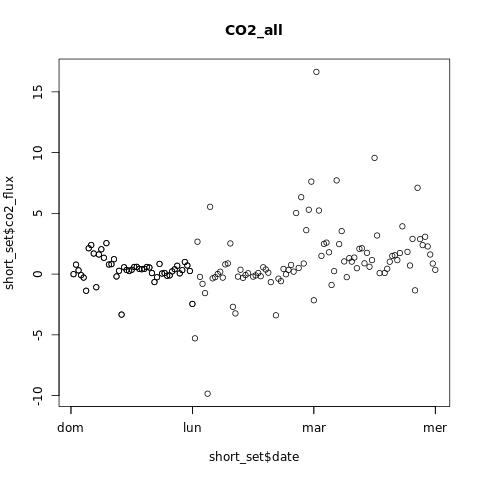 CO2_all
short_set$co2_flux
15
10
5
0
-5
-10
dom
lun
mar
mer
short_set$date